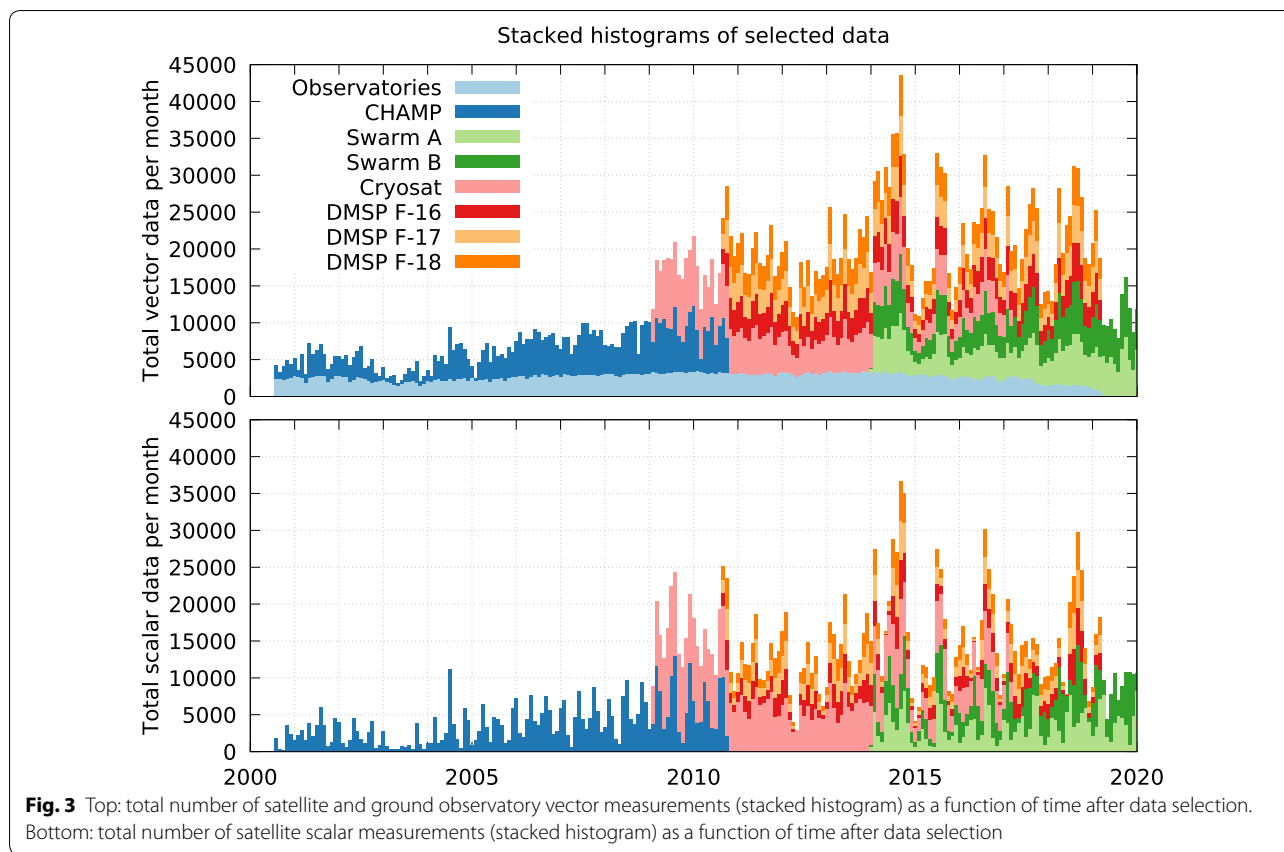 Stacked histograms of selected data
Total vector data per month
45000
40000
35000
30000
25000
20000
15000
10000
5000
0
Observatories
CHAMP
Swarm A
Swarm B
Cryosat
DMSP F-16
DMSP F-17
DMSP F-18
Total scalar data per month
45000
40000
35000
30000
25000
20000
15000
10000
5000
0
2000 2005 2010 2015 2020
Fig. 3 Top: total number of satellite and ground observatory vector measurements (stacked histogram) as a function of time after data selection.
Bottom: total number of satellite scalar measurements (stacked histogram) as a function of time after data selection